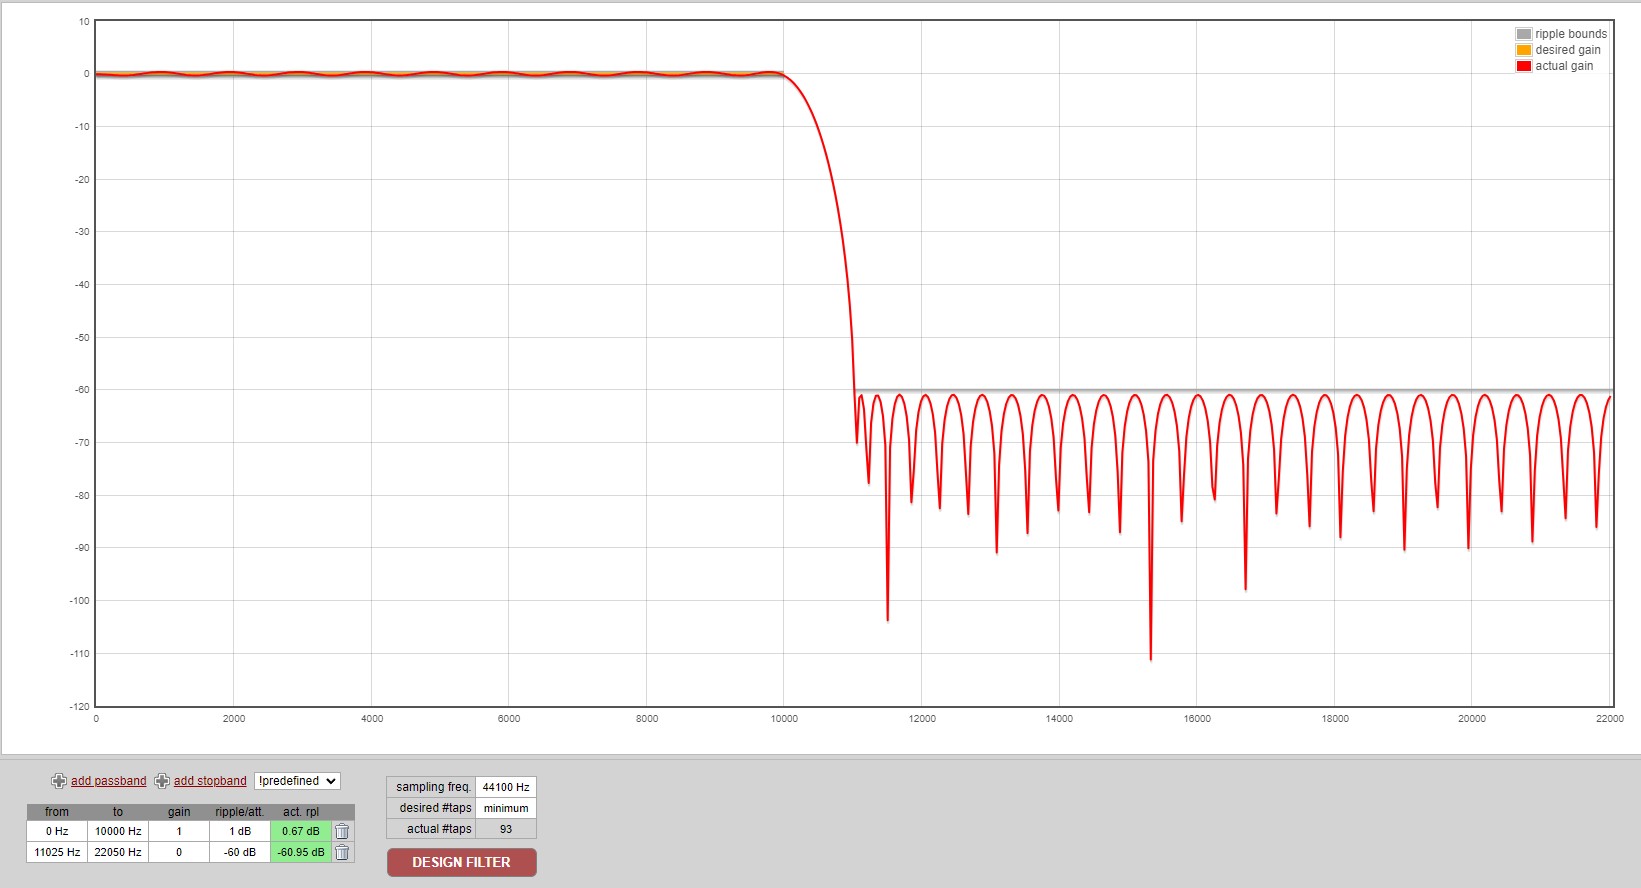 10
0
-10
-20
-30
-40
-50
-60
-70
-80
-90
-100
-110
-120
0 2000 4000 6000 8000 10000 12000 14000 16000 18000 20000 22000
ripple bounds
desired gain
actual gain
add passband add stopband !predefined
from to gain ripple/att. act. rpl
0 Hz 10000 Hz 1 1 dB 0.67 dB
11025 Hz 22050 Hz 0 -60 dB -60.95 dB
sampling freq. 44100 Hz
desired #taps minimum
actual #taps 93
DESIGN FILTER